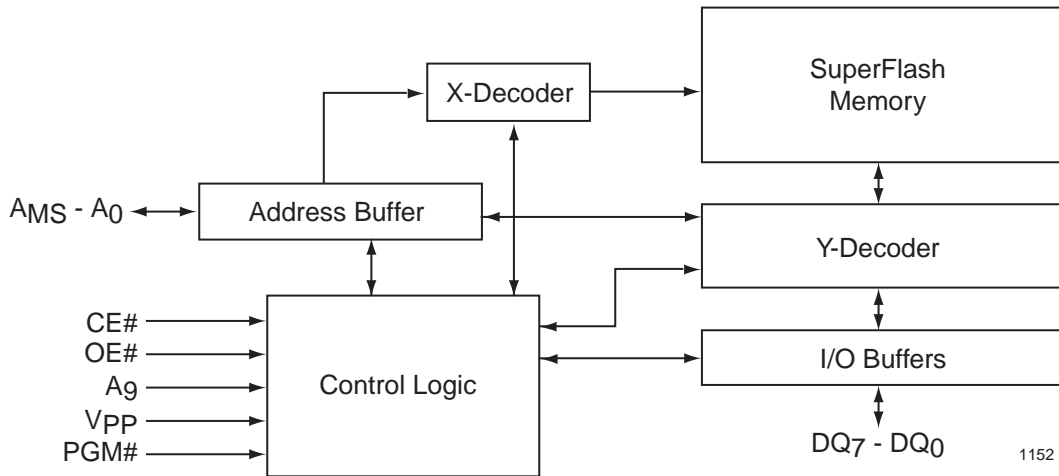 SuperFlash
Memory
X-Decoder
AMS - A0
Address Buffer
Y-Decoder
CE#
OE#
A9
VPP
PGM#
Control Logic
I/O Buffers
DQ7 - DQ0
1152